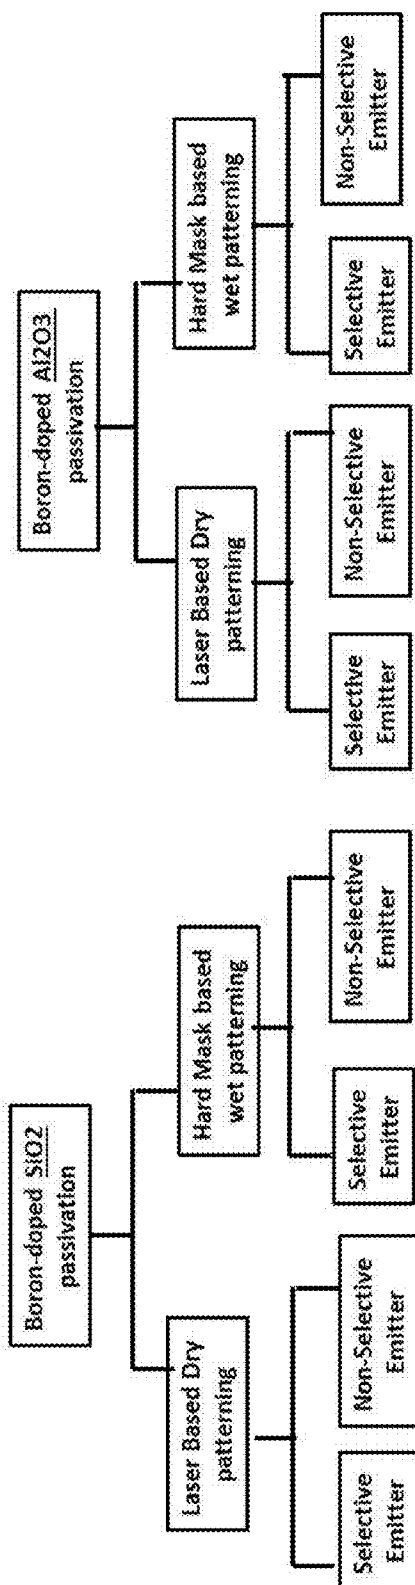 Boron-doped SiO2
passivation
Laser Based Dry
patterning
Hard Mask based
wet patterning
Selective
Emitter
Non-Selective
Emitter
Selective
Emitter
Non-Selective
Emitter
Boron-doped Al2O3
passivation
Laser Based Dry
patterning
Hard Mask based
wet patterning
Selective
Emitter
Non-Selective
Emitter
Selective
Emitter
Non-Selective
Emitter